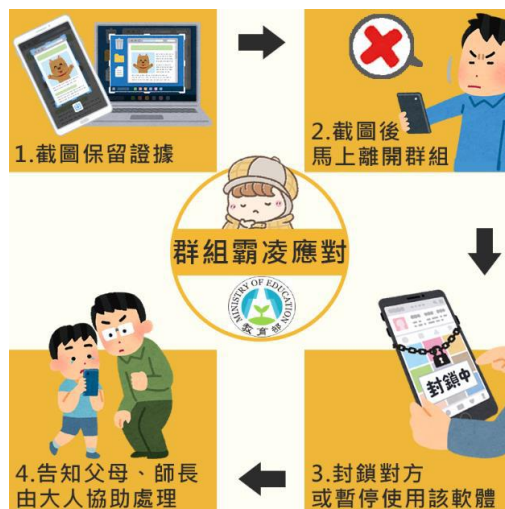 1.截圖保留證據
2.截圖後
馬上離開群組
群組霸凌應對
MINISTRY OF EDUCATION
教育部
封鎖中
3.封鎖對方
或暫停使用該軟體
4.告知父母、師長
由大人協助處理